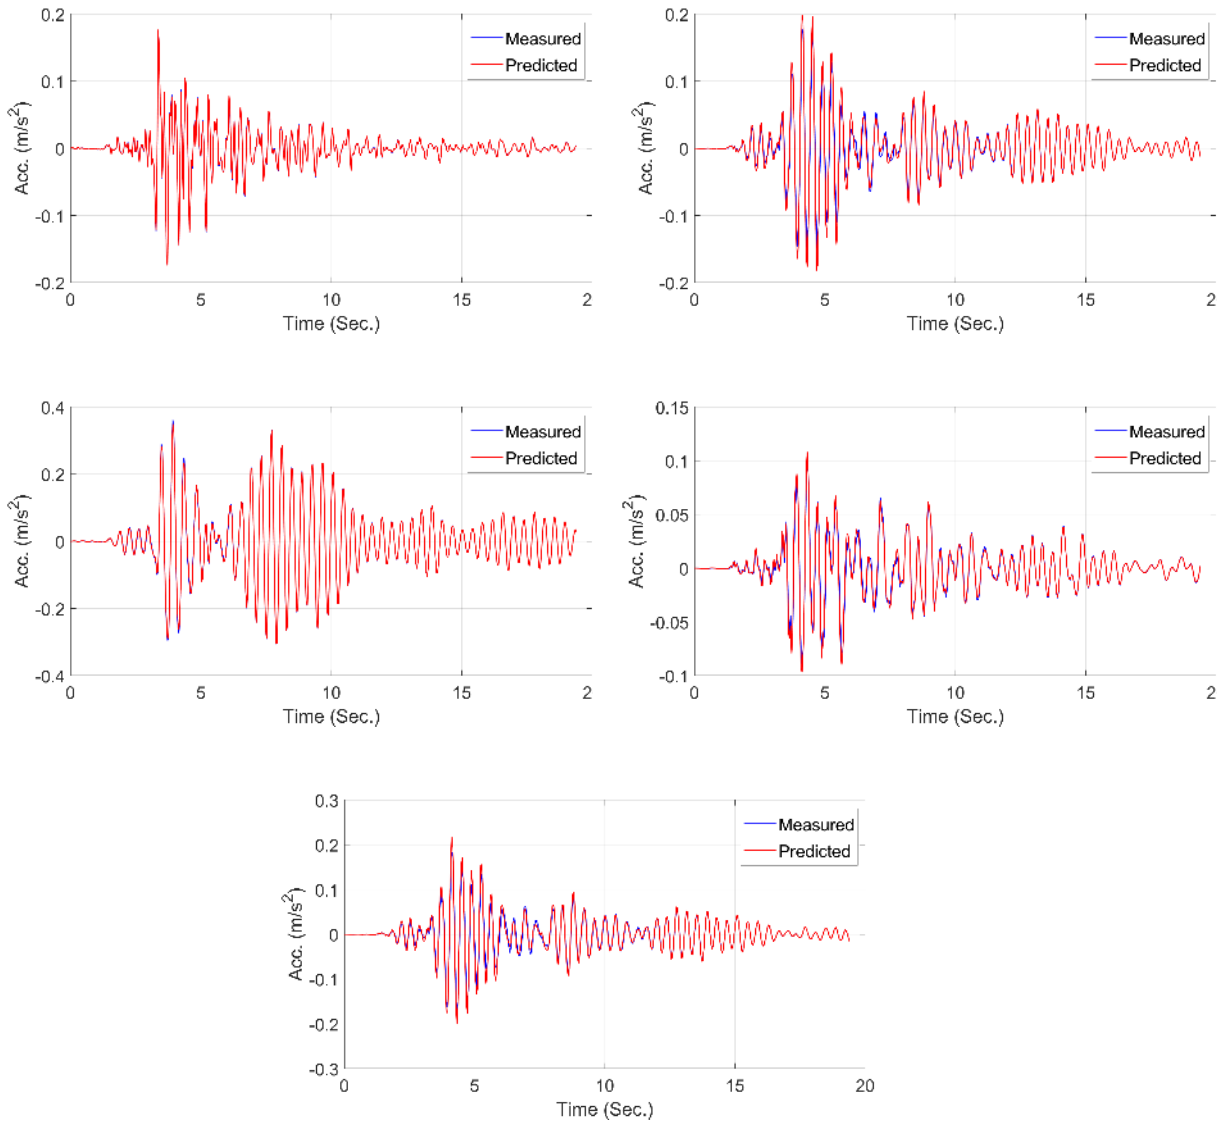 0.2
0.1
0
-0.1
-0.2
Acc. (m/s²)
Measured
Predicted
0 5 10 15 2
Time (Sec.)
0.2
0.1
0
-0.1
-0.2
Acc. (m/s²)
Measured
Predicted
0 5 10 15 2
Time (Sec.)
0.4
0.2
0
-0.2
-0.4
Acc. (m/s²)
Measured
Predicted
0 5 10 15 2
Time (Sec.)
0.15
0.1
0.05
0
-0.05
-0.1
Acc. (m/s²)
Measured
Predicted
0 5 10 15 2
Time (Sec.)
0.3
0.2
0.1
0
-0.1
-0.2
-0.3
Acc. (m/s²)
Measured
Predicted
0 5 10 15 20
Time (Sec.)